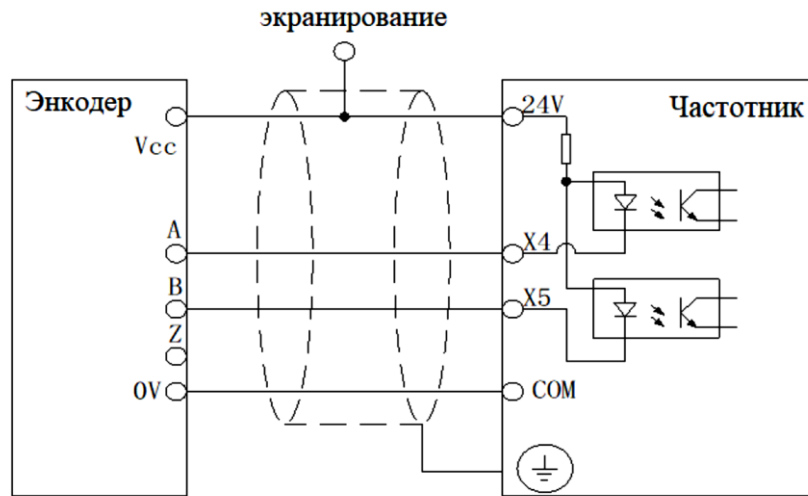 экранирование
Энкодер
Частотник
24V
Vcc
A
X4
B
X5
Z
0V
COM